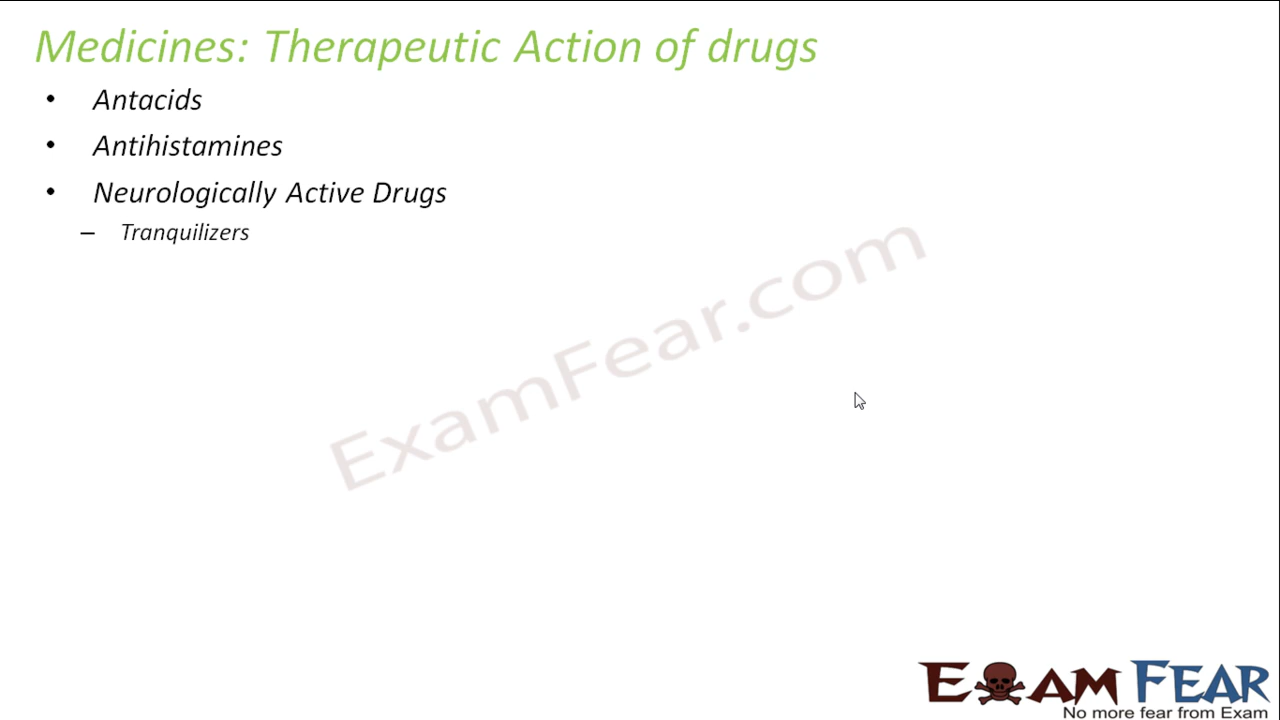 Medicines: Therapeutic Action of drugs
• Antacids
• Antihistamines
• Neurologically Active Drugs
– Tranquilizers
ExamFear.com
EXAM FEAR
No more fear from Exam